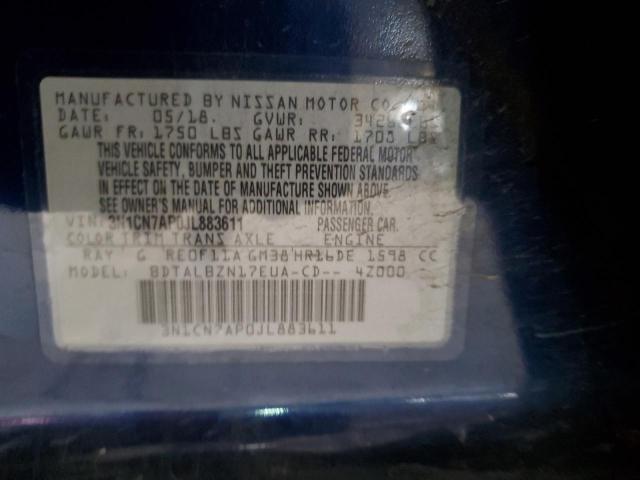 MANUFACTURED BY NISSAN MOTOR CO.
DATE: 05/18. GVWR:
GAWR FR: 1750 LBS GAWR RR: 1708 LBS
THIS VEHICLE CONFORMS TO ALL APPLICABLE FEDERAL MOTOR
VEHICLE SAFETY, BUMPER AND THEFT PREVENTION STANDARDS
IN EFFECT ON THE DATE OF MANUFACTURE SHOWN ABOVE.
SEE OWNER'S MANUAL FOR ADDITIONAL INFORMATION.
VIN: 3N1CN7AP0JL883611 PASSENGER CAR.
COLOR TRIM TRANS AXLE ENGINE
RAY G RE0F11A GM38 HR16DE 1598 CC
MODEL: BDTALBZN17EUA-CD-- 4Z000
3N1CN7AP0JL883611